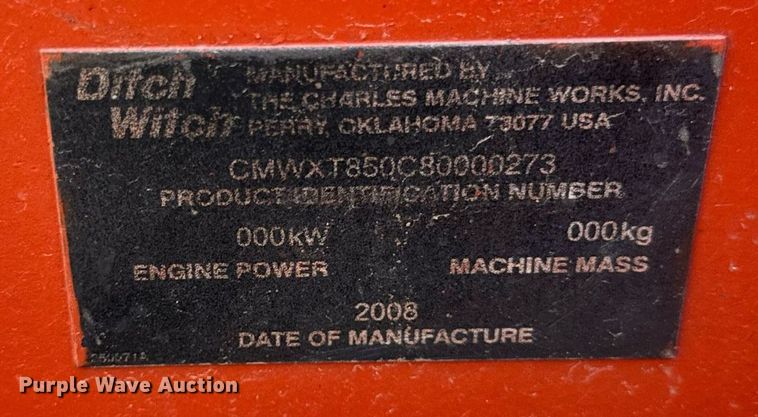 Ditch Witch
MANUFACTURED BY
THE CHARLES MACHINE WORKS, INC.
PERRY, OKLAHOMA 73077 USA
CMWXT850C80000273
PRODUCT IDENTIFICATION NUMBER
000kW
000kg
ENGINE POWER
MACHINE MASS
2008
DATE OF MANUFACTURE
Purple Wave Auction